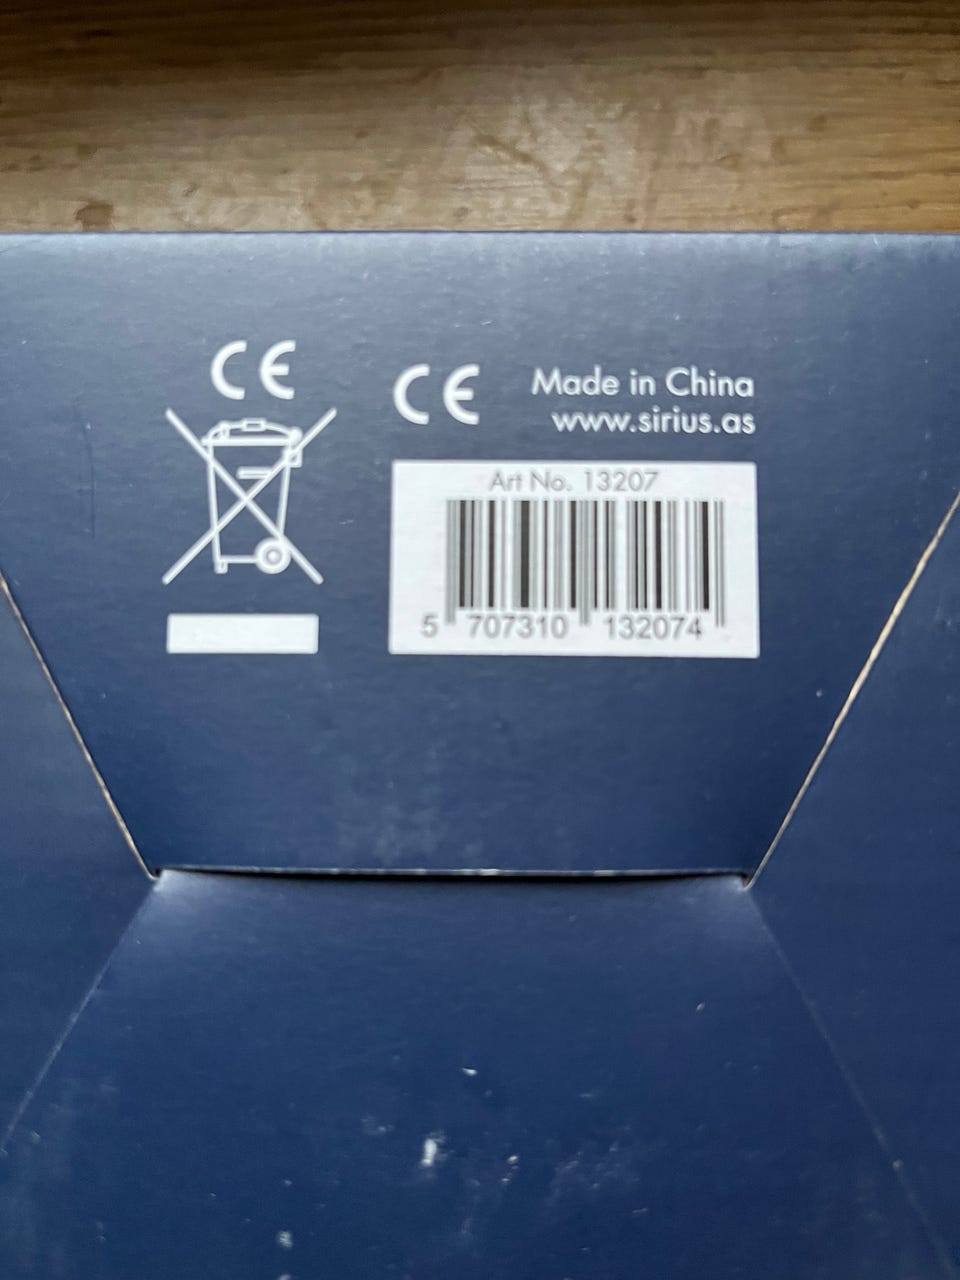 CE
CE
Made in China
www.sirius.as
Art No. 13207
5 707310 132074